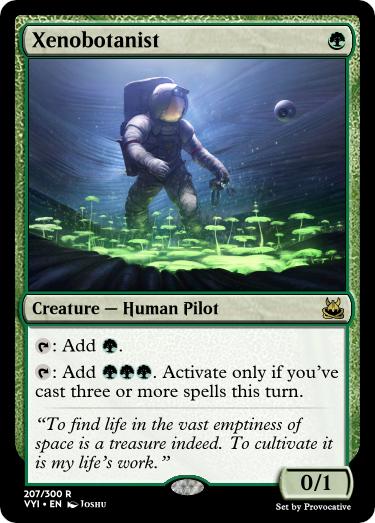 Xenobotanist
Creature — Human Pilot
: Add .
: Add . Activate only if you've
cast three or more spells this turn.
“To find life in the vast emptiness of
space is a treasure indeed. To cultivate it
is my life's work.”
0/1
207/300 R
VYI • EN Joshu
Set by Provocative